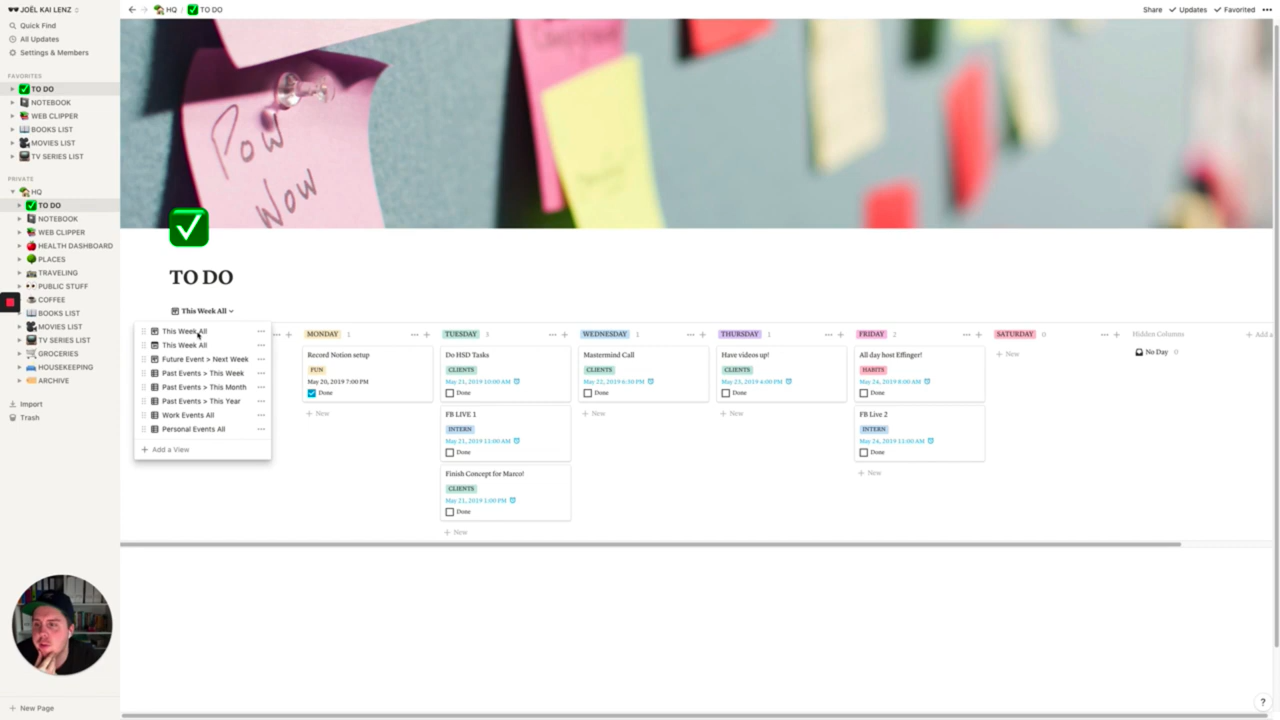 JOËL KAI LENZ
Quick Find
All Updates
Settings & Members
FAVORITES
TO DO
NOTEBOOK
WEB CLIPPER
BOOKS LIST
MOVIES LIST
TV SERIES LIST
PRIVATE
HQ
TO DO
NOTEBOOK
WEB CLIPPER
HEALTH DASHBOARD
PLACES
TRAVELING
PUBLIC STUFF
COFFEE
BOOKS LIST
MOVIES LIST
TV SERIES LIST
GROCERIES
HOUSEKEEPING
ARCHIVE
Import
Trash
+ New Page
HQ / TO DO
Share Updates Favorited
Pow
Wow
TO DO
This Week All
This Week All
This Week All
Future Event > Next Week
Past Events > This Week
Past Events > This Month
Past Events > This Year
Work Events All
Personal Events All
+ Add a View
MONDAY 1
Record Notion setup
FUN
May 20, 2019 7:00 PM
Done
+ New
TUESDAY 3
Do HSD Tasks
CLIENTS
May 21, 2019 10:00 AM
Done
FB LIVE 1
INTERN
May 21, 2019 11:00 AM
Done
Finish Concept for Marco!
CLIENTS
May 21, 2019 1:00 PM
Done
+ New
WEDNESDAY 1
Mastermind Call
CLIENTS
May 22, 2019 6:30 PM
Done
+ New
THURSDAY 1
Have videos up!
CLIENTS
May 23, 2019 4:00 PM
Done
+ New
FRIDAY 2
All day host Effinger!
HABITS
May 24, 2019 8:00 AM
Done
FB Live 2
INTERN
May 24, 2019 11:00 AM
Done
+ New
SATURDAY 0
+ New
Hidden Columns
No Day 0
+ Add a
?